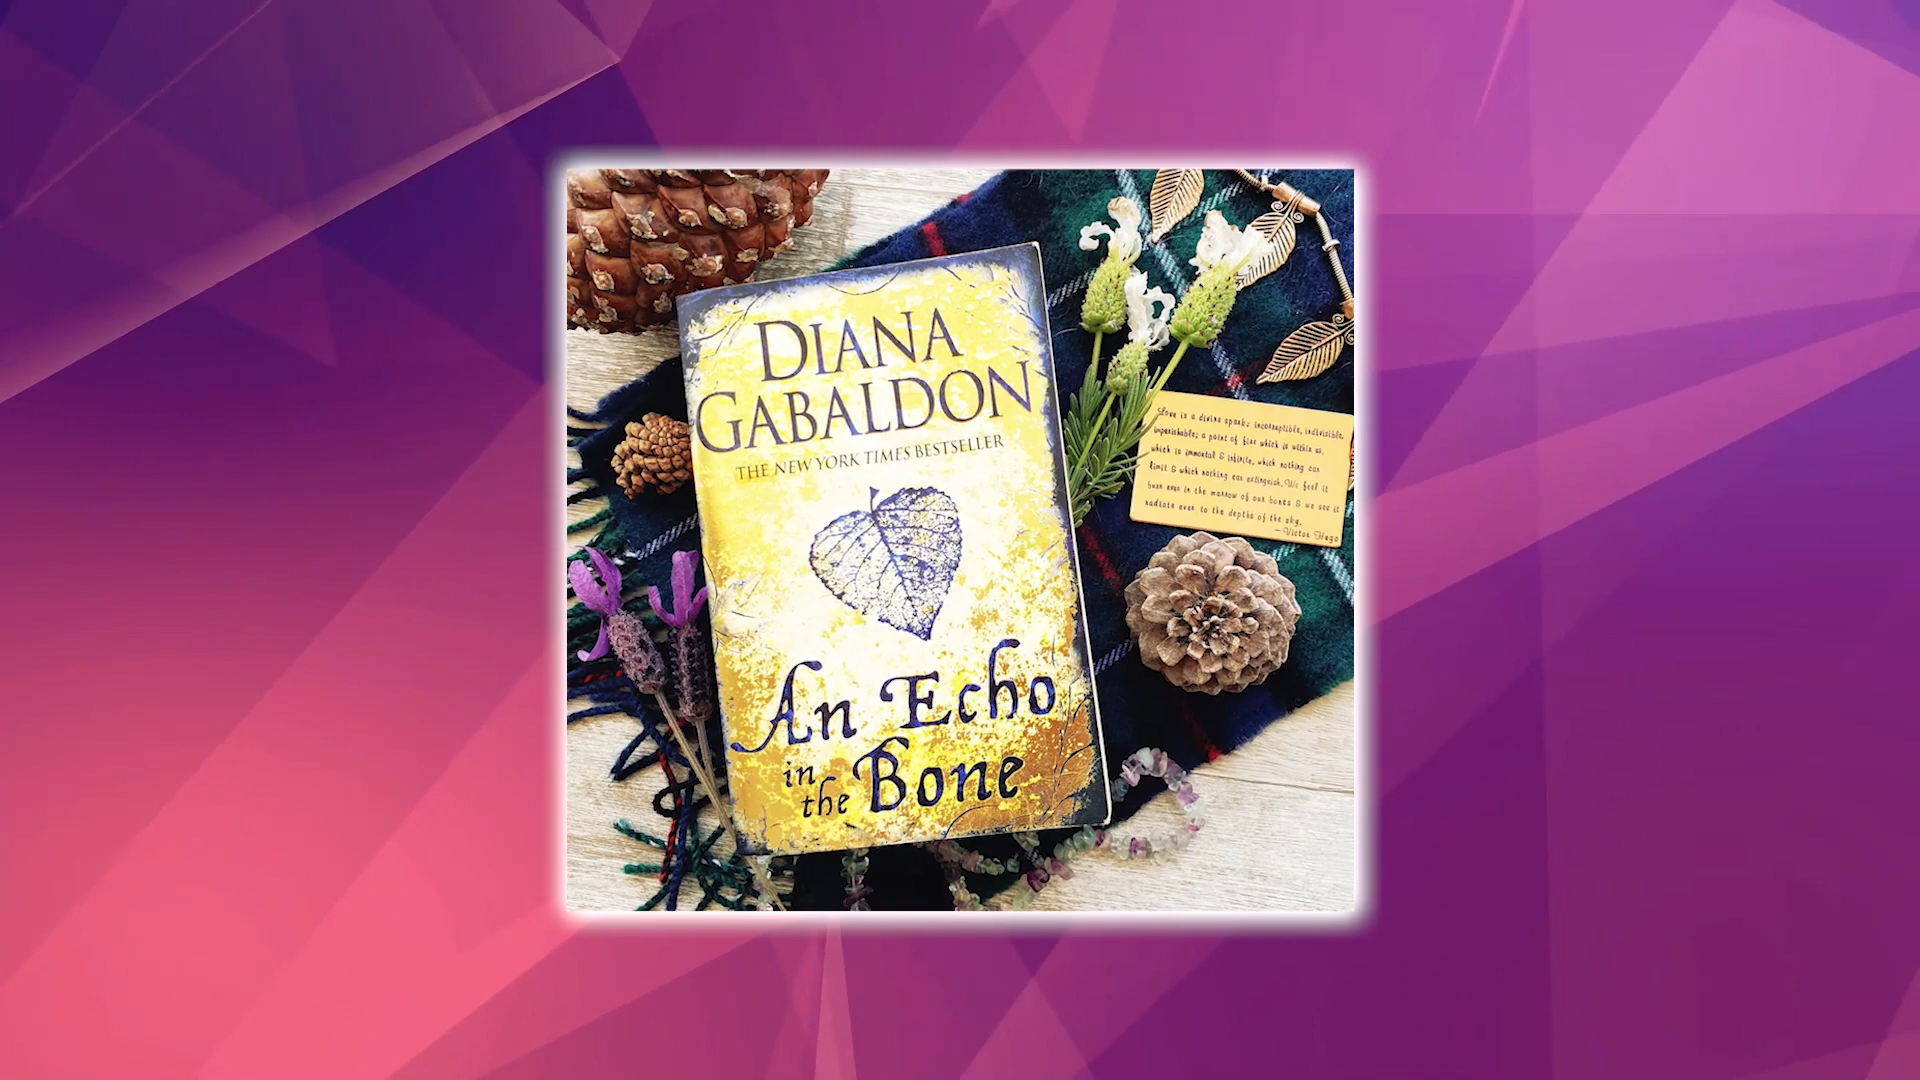 DIANA
GABALDON
THE NEW YORK TIMES BESTSELLER
An Echo
in the Bone
Love is a divine spark; incorruptible, indivisible,
imperishable; a point of fire which is within us,
which is immortal & infinite, which nothing can
limit & which nothing can extinguish. We feel it
burn even in the marrow of our bones & we see it
radiate even to the depths of the sky.
—Victor Hugo